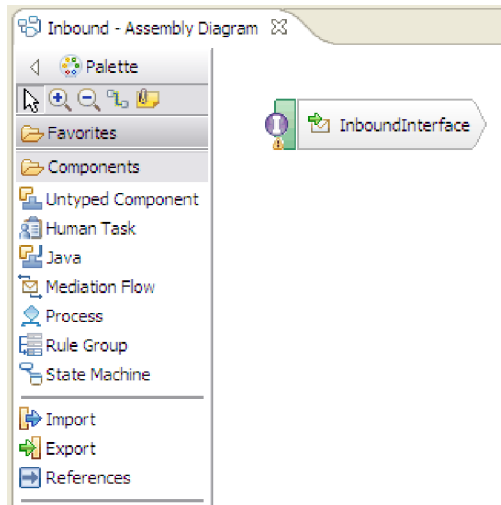 Inbound - Assembly Diagram
Palette
InboundInterface
Favorites
Components
Untyped Component
Human Task
Java
Mediation Flow
Process
Rule Group
State Machine
Import
Export
References